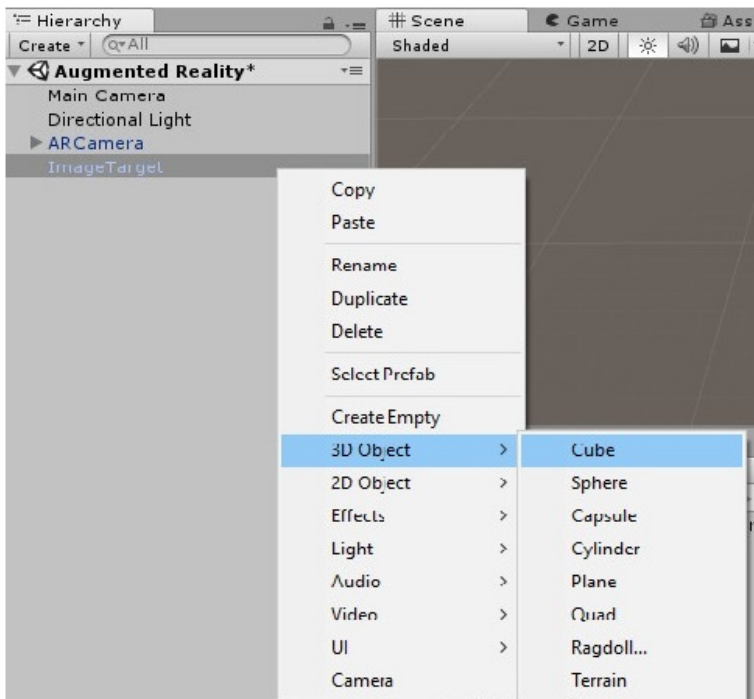 Hierarchy
Create All
Augmented Reality*
Main Camera
Directional Light
ARCamera
ImageTarget
Scene Game Ass
Shaded 2D
Copy
Paste
Rename
Duplicate
Delete
Select Prefab
Create Empty
3D Object
2D Object
Effects
Light
Audio
Video
UI
Camera
Cube
Sphere
Capsule
Cylinder
Plane
Quad
Ragdoll...
Terrain